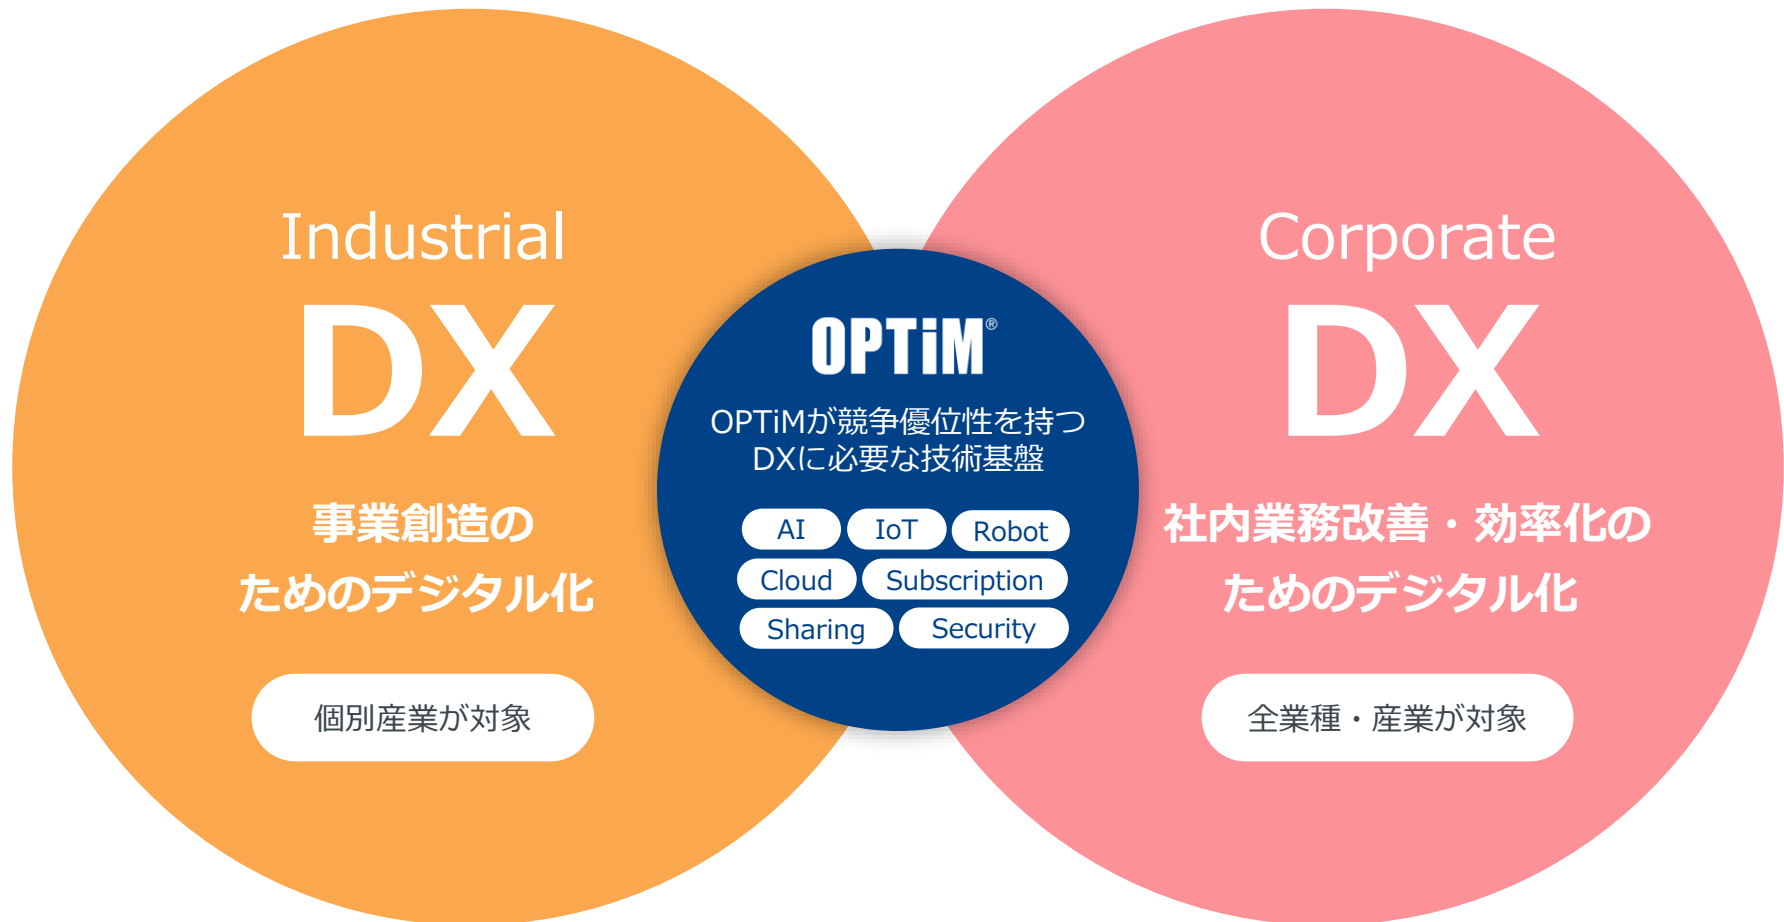 Industrial
DX
事業創造の
ためのデジタル化
個別産業が対象
OPTiM®
OPTiMが競争優位性を持つ
DXに必要な技術基盤
AI IoT Robot
Cloud Subscription
Sharing Security
Corporate
DX
社内業務改善・効率化の
ためのデジタル化
全業種・産業が対象